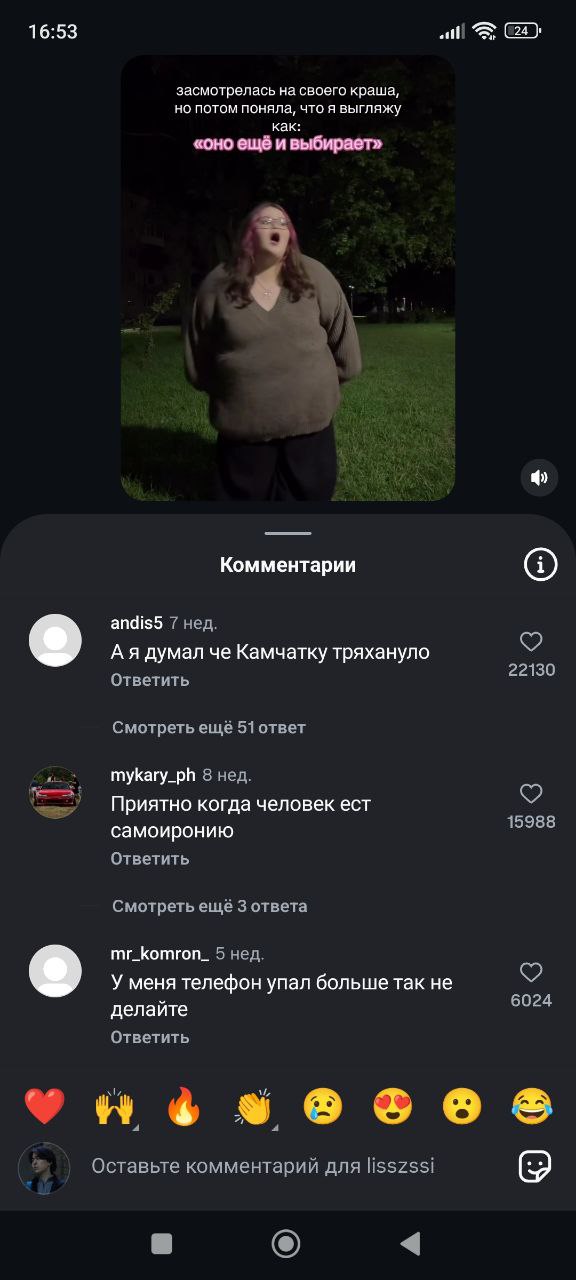 16:53
24
засмотрелась на своего краша,
но потом поняла, что я выгляжу
как:
«оно ещё и выбирает»
Комментарии
andis5 7 нед.
А я думал че Камчатку тряхануло
22130
Ответить
Смотреть ещё 51 ответ
mykary_ph 8 нед.
Приятно когда человек ест
самоиронию
15988
Ответить
Смотреть ещё 3 ответа
mr_komron_ 5 нед.
У меня телефон упал больше так не
делайте
6024
Ответить
Оставьте комментарий для lisszssi